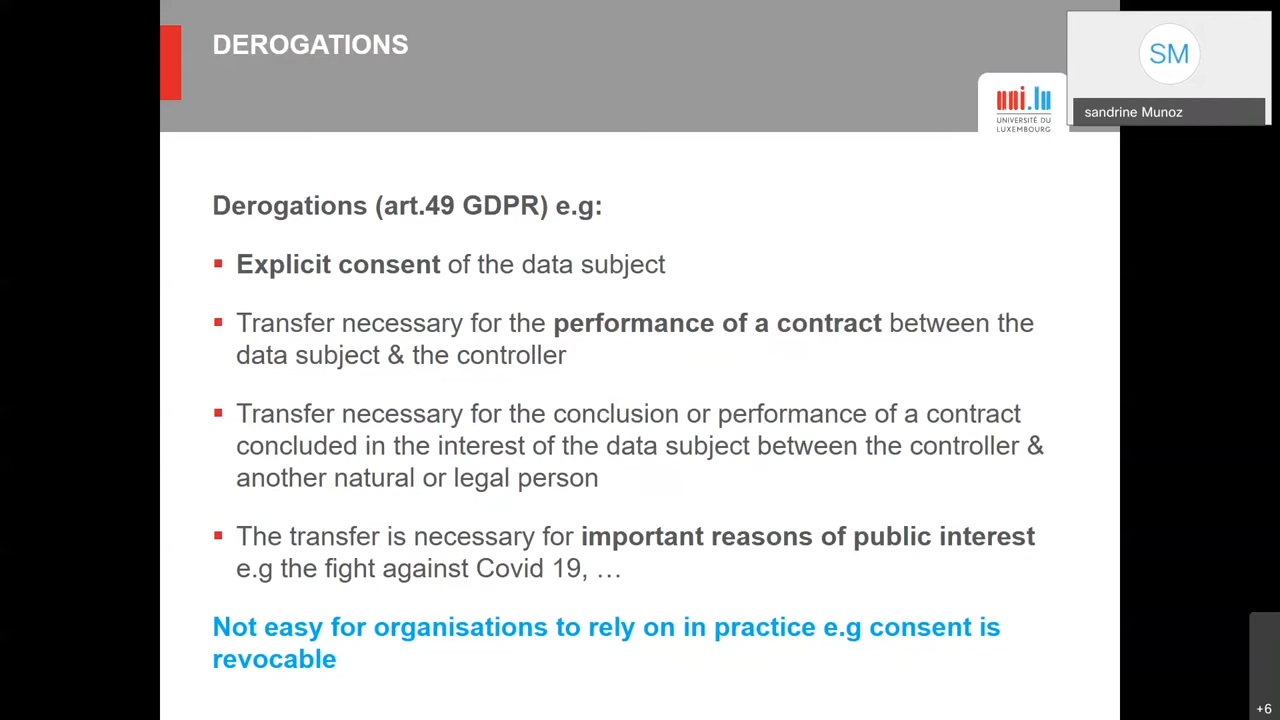 DEROGATIONS
SM
sandrine Munoz
uni.lu
UNIVERSITÉ DU
LUXEMBOURG
Derogations (art.49 GDPR) e.g:
Explicit consent of the data subject
Transfer necessary for the performance of a contract between the
data subject & the controller
Transfer necessary for the conclusion or performance of a contract
concluded in the interest of the data subject between the controller &
another natural or legal person
The transfer is necessary for important reasons of public interest
e.g the fight against Covid 19, …
Not easy for organisations to rely on in practice e.g consent is
revocable
+6